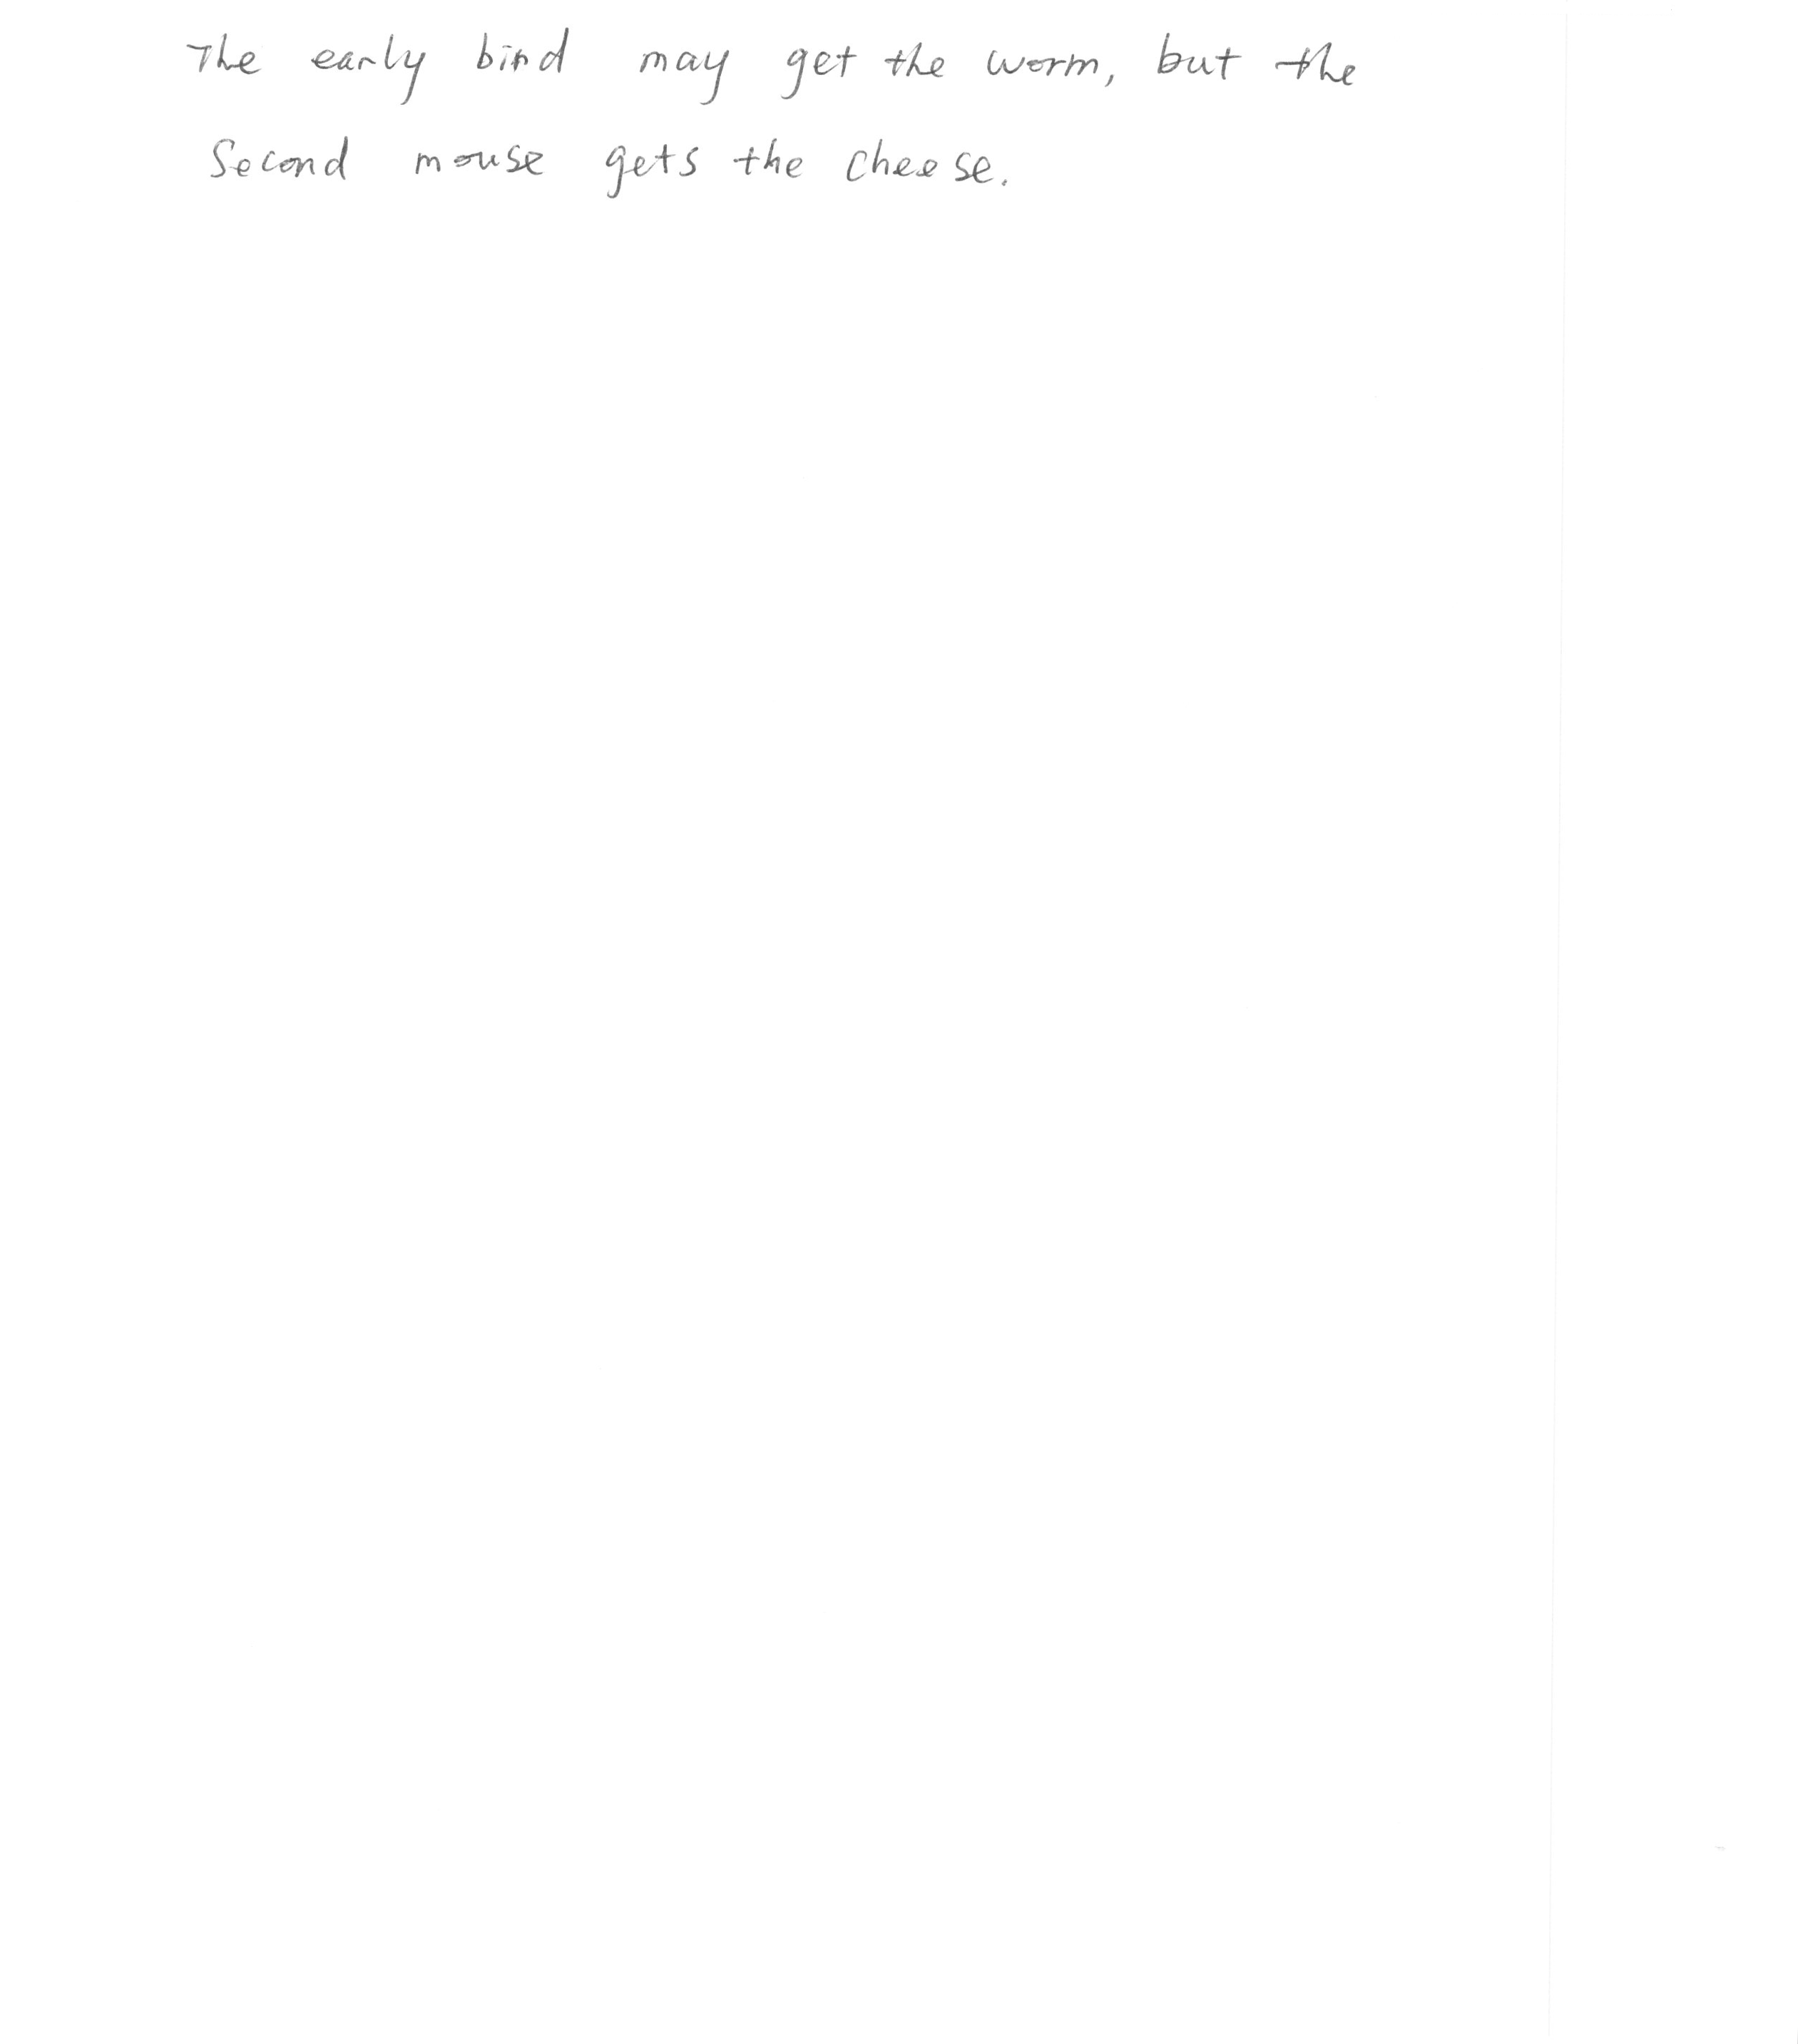 The early bird may get the worm, but the
second mouse gets the cheese.